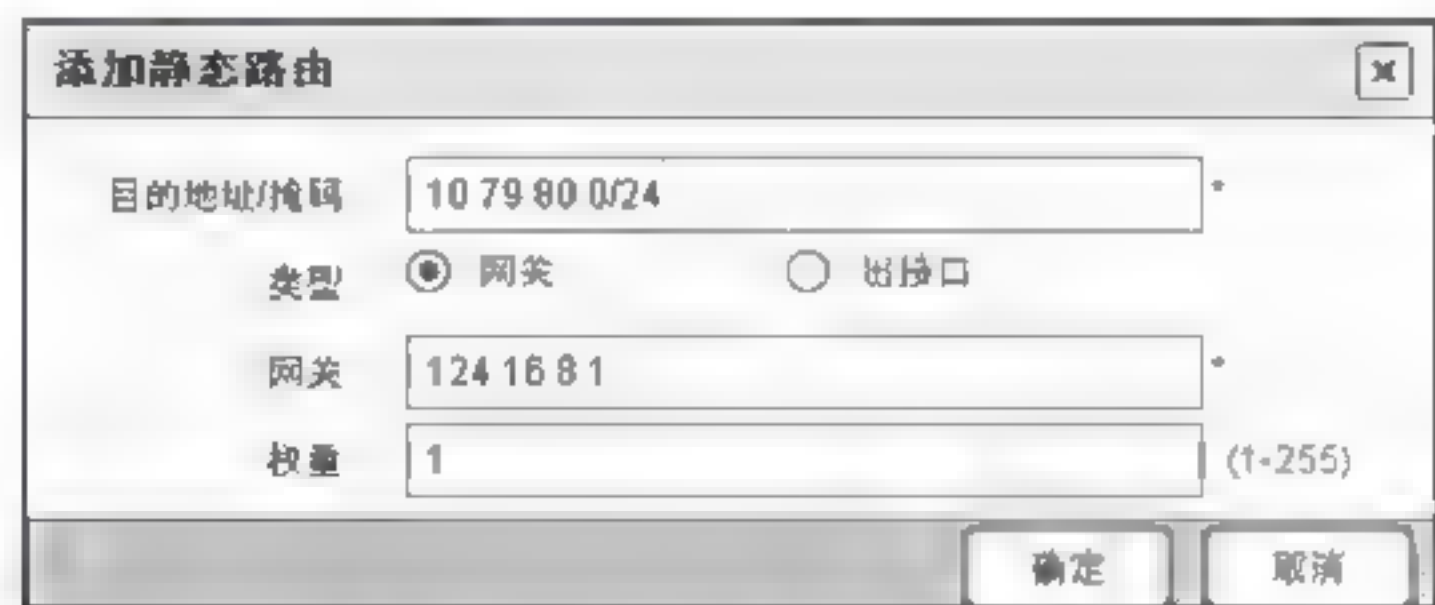 添加静态路由
目的地址/掩码 10 79 80 0/24 *
类型 网关 出接口
网关 124 16 8 1 *
权重 1 (1-255)
确定 取消